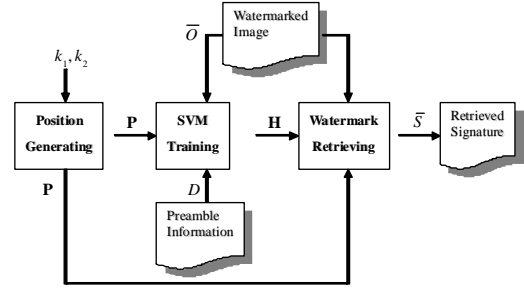 Watermarked
Image
O̅
k₁, k₂
Position
Generating
P
SVM
Training
H
Watermark
Retrieving
S̅
Retrieved
Signature
P
D
Preamble
Information